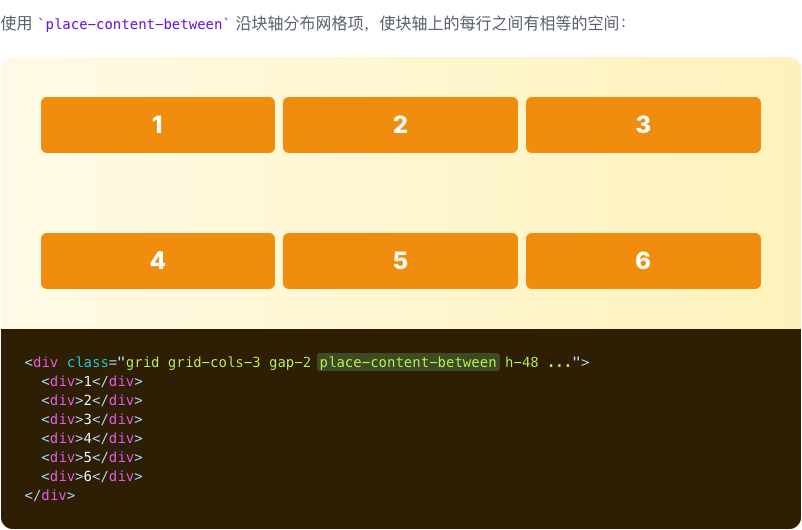 使用 `place-content-between` 沿块轴分布网格项，使块轴上的每行之间有相等的空间：
1
2
3
4
5
6
<div class="grid grid-cols-3 gap-2 place-content-between h-48 ...">
  <div>1</div>
  <div>2</div>
  <div>3</div>
  <div>4</div>
  <div>5</div>
  <div>6</div>
</div>